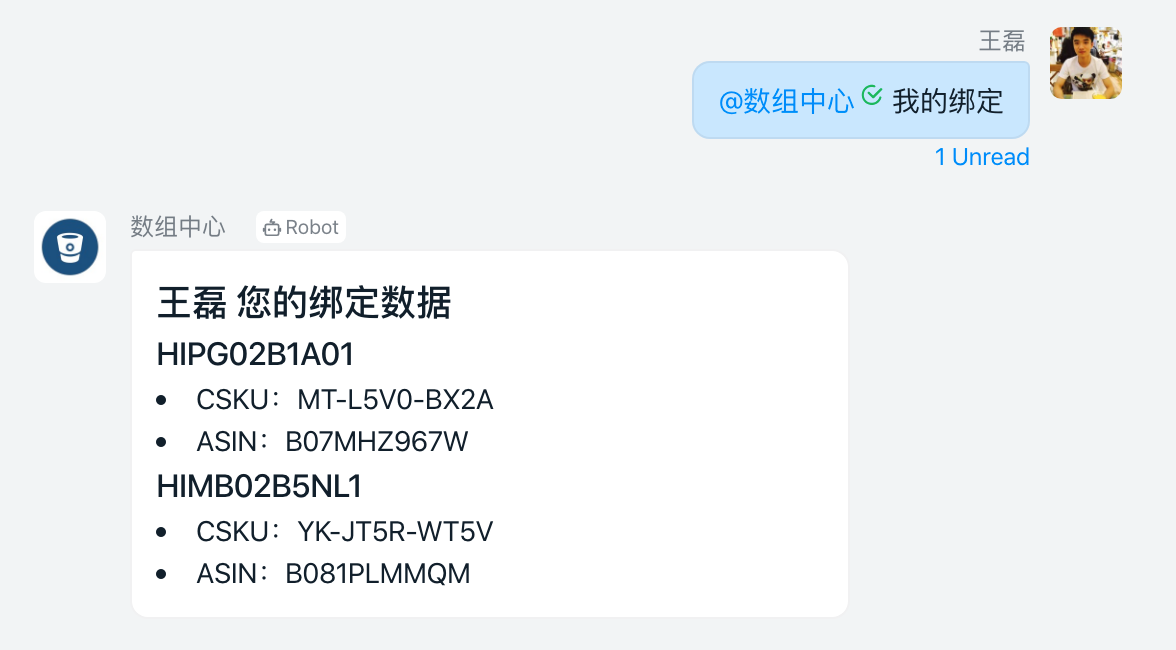 王磊
@数组中心 我的绑定
1 Unread
数组中心 Robot
王磊 您的绑定数据
HIPG02B1A01
• CSKU：MT-L5V0-BX2A
• ASIN：B07MHZ967W
HIMB02B5NL1
• CSKU：YK-JT5R-WT5V
• ASIN：B081PLMMQM